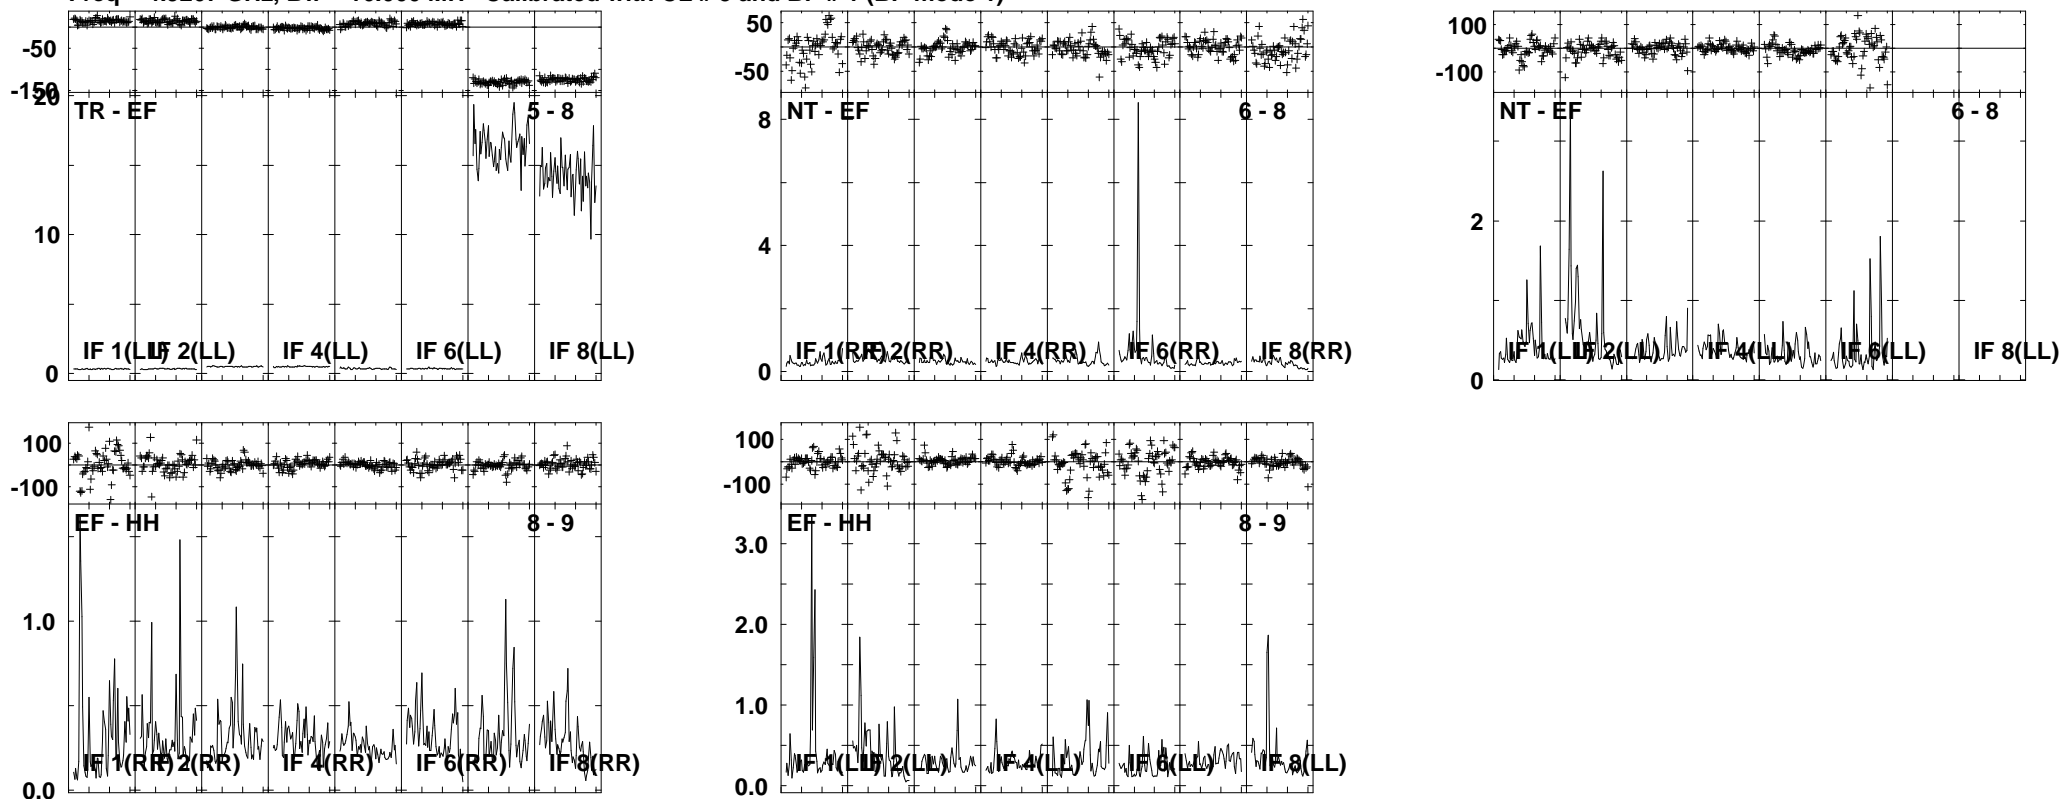 -50
-150
20
TR - EF
5 - 8
10
IF 1(LL)
IF 2(LL)
IF 4(LL)
IF 6(LL)
IF 8(LL)
0
50
-50
NT - EF
6 - 8
8
4
IF 1(RR)
IF 2(RR)
IF 4(RR)
IF 6(RR)
IF 8(RR)
0
100
-100
NT - EF
6 - 8
2
IF 1(LL)
IF 2(LL)
IF 4(LL)
IF 6(LL)
IF 8(LL)
0
100
-100
EF - HH
8 - 9
1.0
IF 1(RR)
IF 2(RR)
IF 4(RR)
IF 6(RR)
IF 8(RR)
0.0
100
-100
EF - HH
8 - 9
3.0
2.0
1.0
IF 1(LL)
IF 2(LL)
IF 4(LL)
IF 6(LL)
IF 8(LL)
0.0